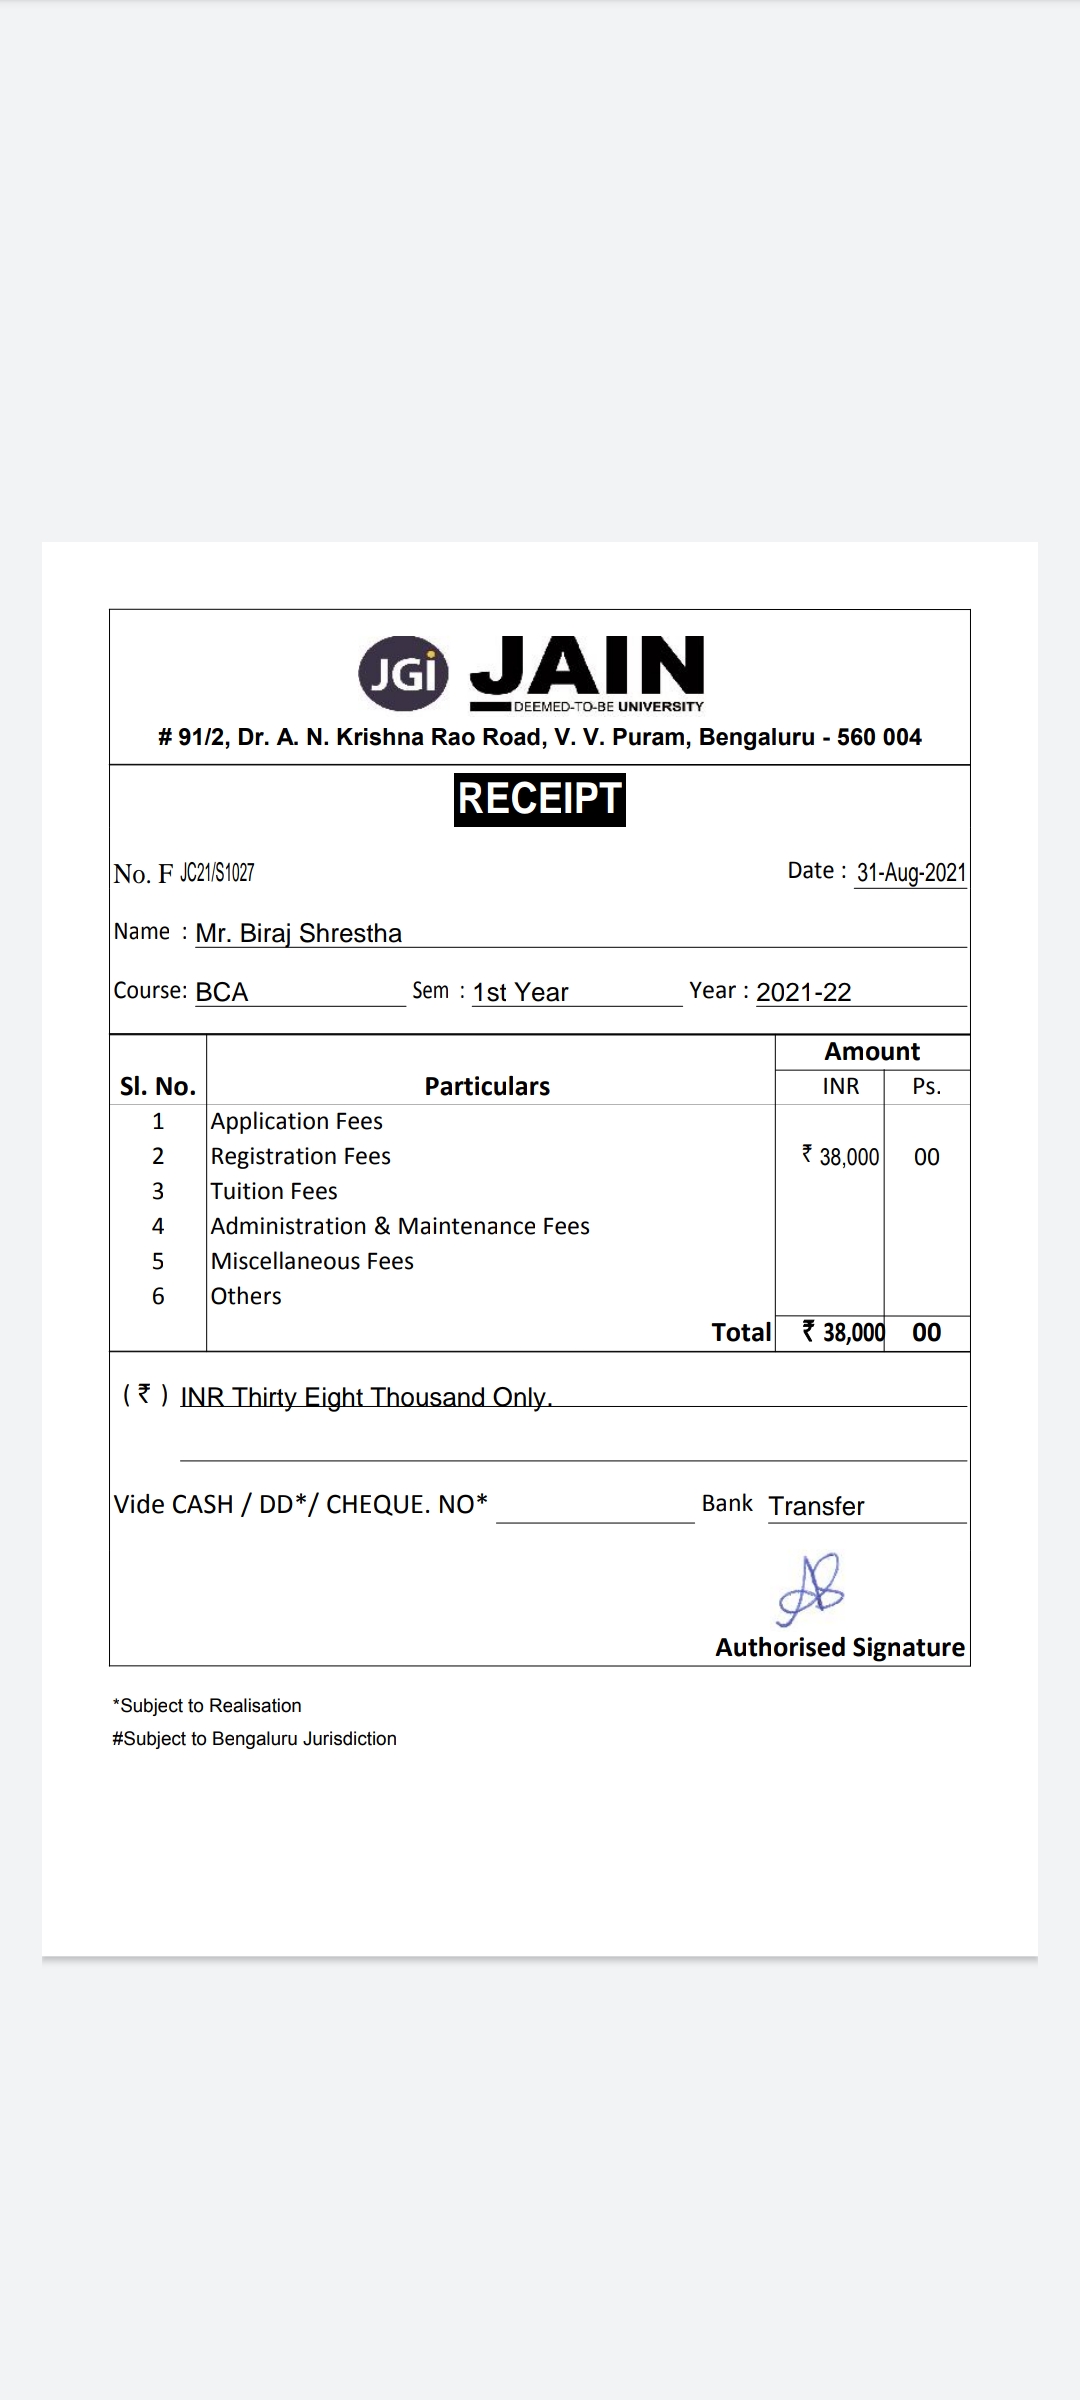 JGi JAIN
DEEMED-TO-BE UNIVERSITY
# 91/2, Dr. A. N. Krishna Rao Road, V. V. Puram, Bengaluru - 560 004
RECEIPT
No. F JC21/S1027 Date : 31-Aug-2021
Name : Mr. Biraj Shrestha
Course: BCA Sem : 1st Year Year : 2021-22
Amount
Sl. No. Particulars INR Ps.
1 Application Fees
2 Registration Fees ₹ 38,000 00
3 Tuition Fees
4 Administration & Maintenance Fees
5 Miscellaneous Fees
6 Others
Total ₹ 38,000 00
( ₹ ) INR Thirty Eight Thousand Only.
Vide CASH / DD*/ CHEQUE. NO* Bank Transfer
AB
Authorised Signature
*Subject to Realisation
#Subject to Bengaluru Jurisdiction